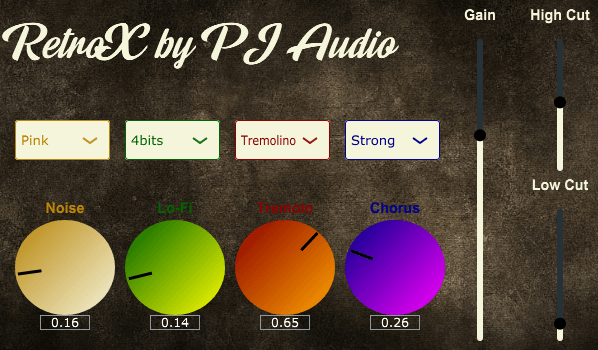 RetroX by PJ Audio
Gain
High Cut
Pink
4bits
Tremolino
Strong
Low Cut
Noise
Lo-Fi
Tremolo
Chorus
0.16
0.14
0.65
0.26